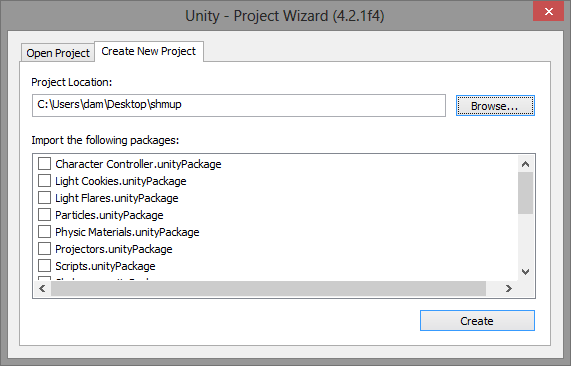 Unity - Project Wizard (4.2.1f4)
Open Project
Create New Project
Project Location:
C:\Users\dam\Desktop\shmup
Browse...
Import the following packages:
Character Controller.unityPackage
Light Cookies.unityPackage
Light Flares.unityPackage
Particles.unityPackage
Physic Materials.unityPackage
Projectors.unityPackage
Scripts.unityPackage
Create